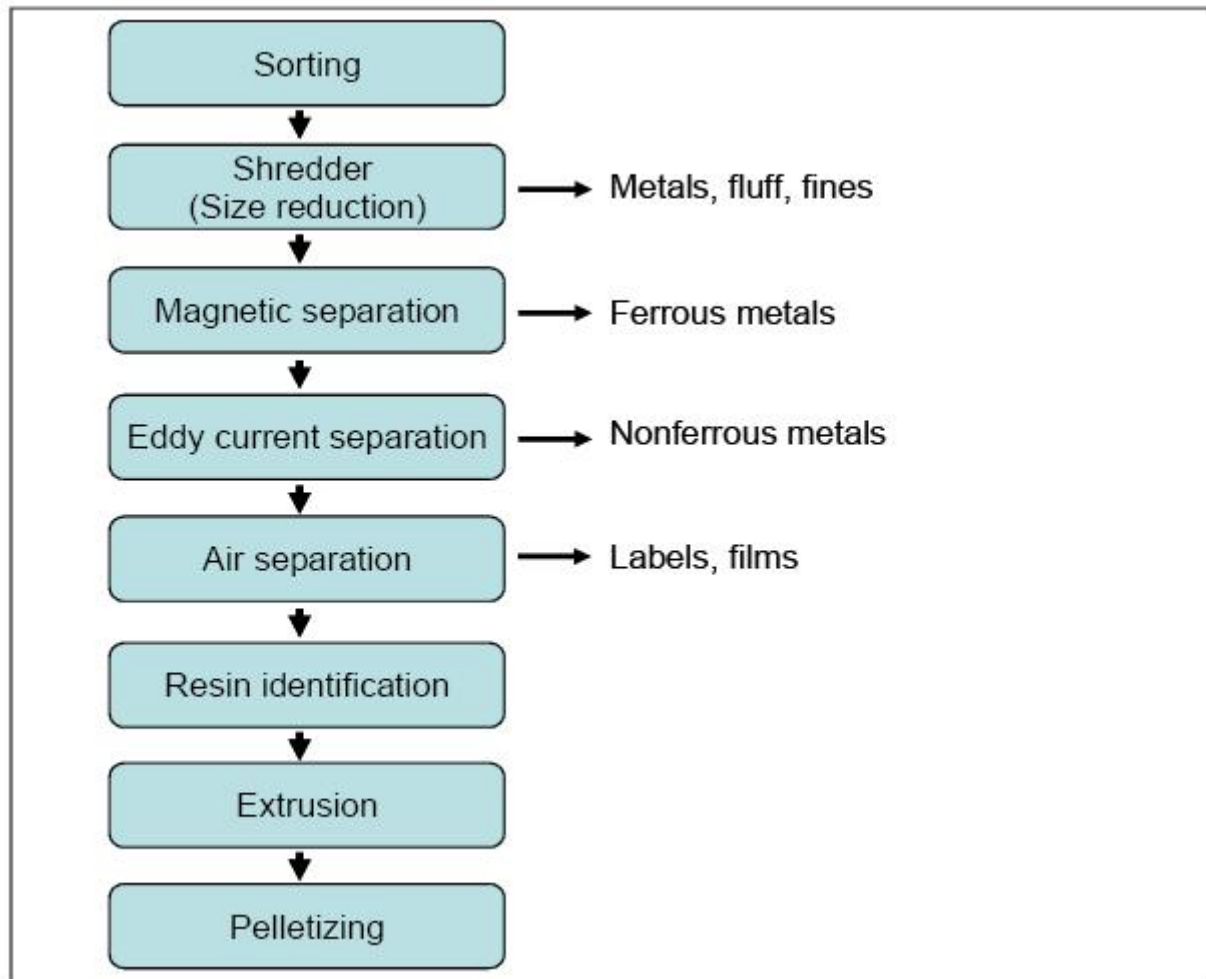 Sorting
Shredder
(Size reduction)
Metals, fluff, fines
Magnetic separation
Ferrous metals
Eddy current separation
Nonferrous metals
Air separation
Labels, films
Resin identification
Extrusion
Pelletizing